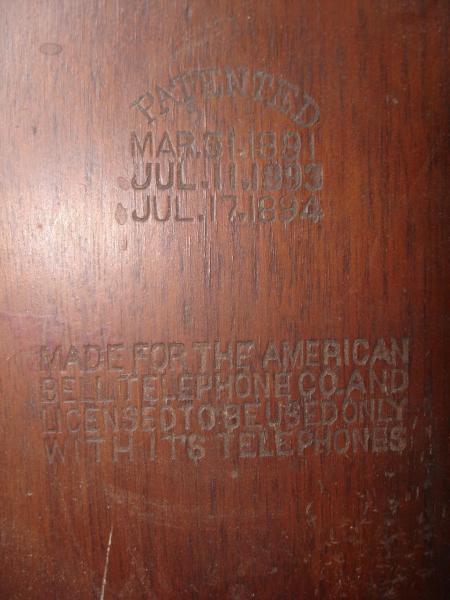 PATENTED
MAR.31.1891
JUL.11.1893
JUL.17.1894
MADE FOR THE AMERICAN
BELL TELEPHONE CO. AND
LICENSED TO BE USED ONLY
WITH ITS TELEPHONES